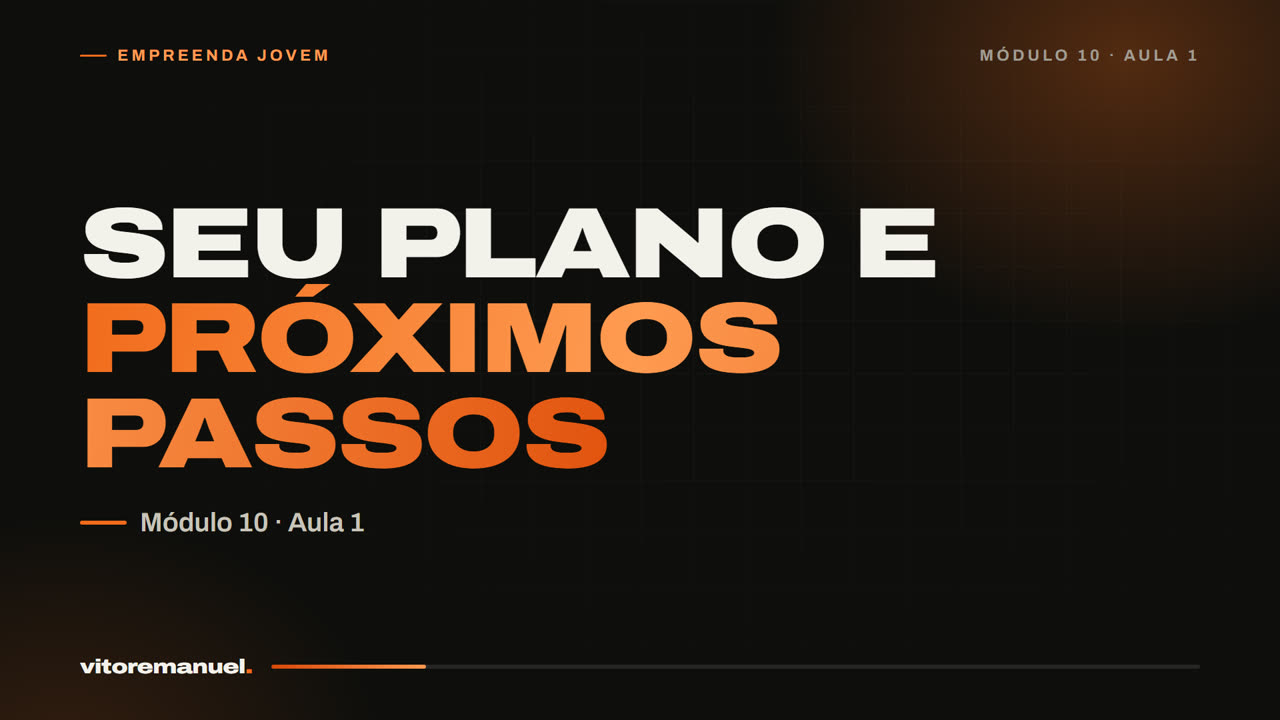 EMPREENDA JOVEM
MÓDULO 10 · AULA 1
SEU PLANO E
PRÓXIMOS
PASSOS
Módulo 10 · Aula 1
vitoremanuel.